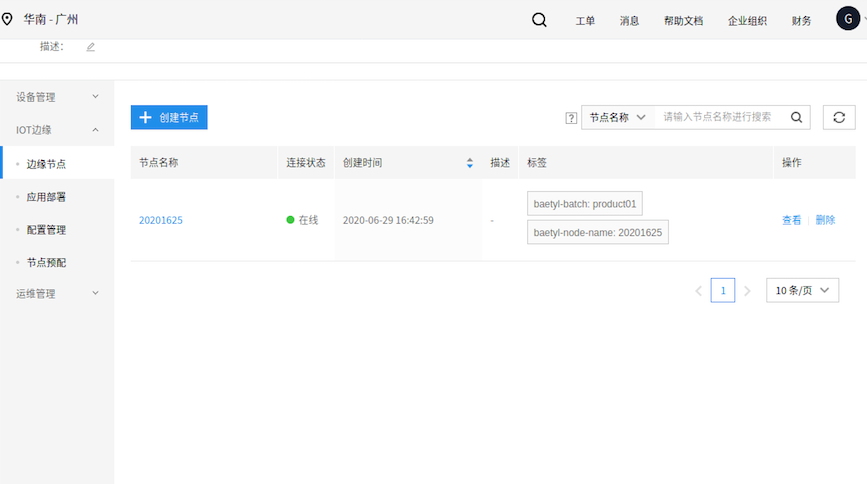 华南 - 广州
工单
消息
帮助文档
企业组织
财务
G
描述：
设备管理
IOT边缘
边缘节点
应用部署
配置管理
节点预配
运维管理
创建节点
?
节点名称
请输入节点名称进行搜索
节点名称 连接状态 创建时间 描述 标签 操作
20201625 在线 2020-06-29 16:42:59 - baetyl-batch: product01 查看 删除
baetyl-node-name: 20201625
1
10 条/页